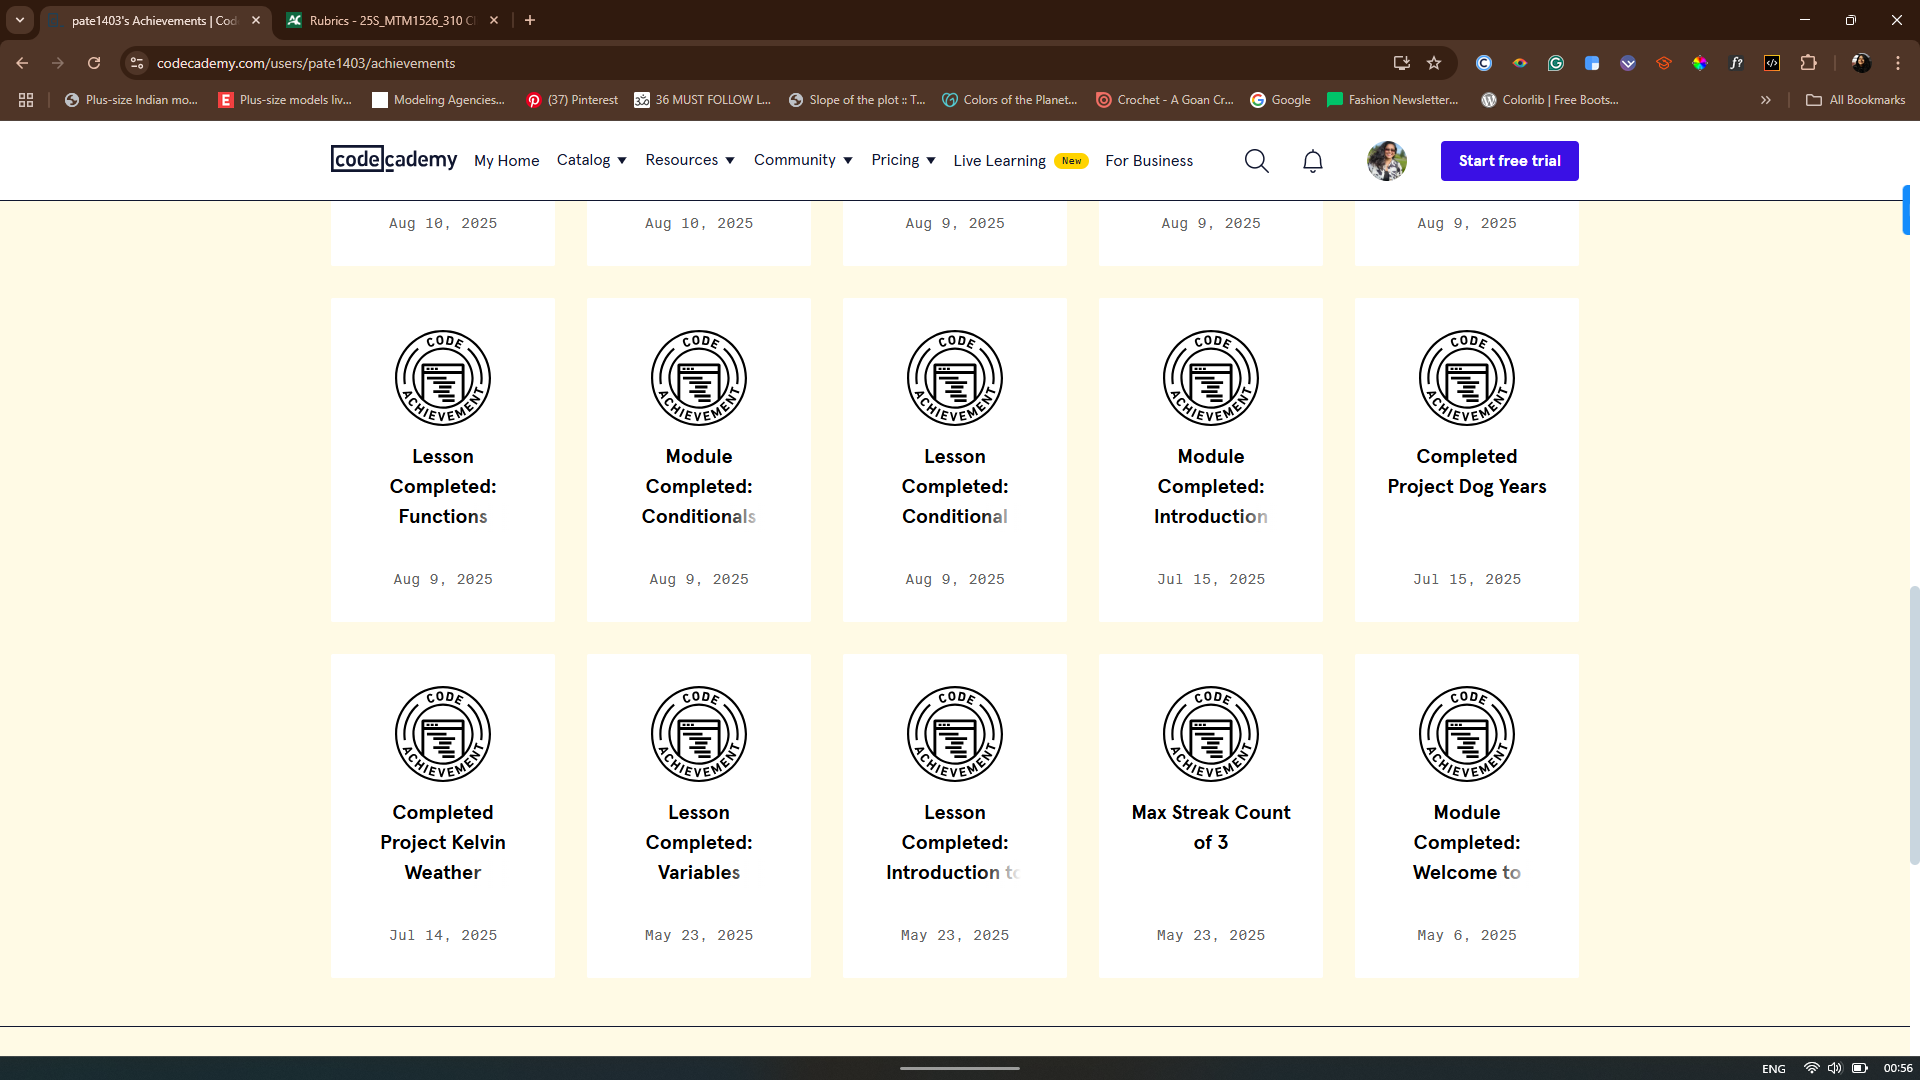 pate1403's Achievements | Cod
Rubrics - 25S_MTM1526_310 C
codecademy.com/users/pate1403/achievements
Plus-size Indian mo...
Plus-size models liv...
Modeling Agencies...
(37) Pinterest
36 MUST FOLLOW L...
Slope of the plot :: T...
Colors of the Planet...
Crochet - A Goan Cr...
Google
Fashion Newsletter...
Colorlib | Free Boots...
All Bookmarks
codecademy
My Home
Catalog
Resources
Community
Pricing
Live Learning
New
For Business
Start free trial
Aug 10, 2025
Aug 10, 2025
Aug 9, 2025
Aug 9, 2025
Aug 9, 2025
CODE
ACHIEVEMENT
Lesson
Completed:
Functions
Aug 9, 2025
CODE
ACHIEVEMENT
Module
Completed:
Conditionals
Aug 9, 2025
CODE
ACHIEVEMENT
Lesson
Completed:
Conditional
Aug 9, 2025
CODE
ACHIEVEMENT
Module
Completed:
Introduction
Jul 15, 2025
CODE
ACHIEVEMENT
Completed
Project Dog Years
Jul 15, 2025
CODE
ACHIEVEMENT
Completed
Project Kelvin
Weather
Jul 14, 2025
CODE
ACHIEVEMENT
Lesson
Completed:
Variables
May 23, 2025
CODE
ACHIEVEMENT
Lesson
Completed:
Introduction to
May 23, 2025
CODE
ACHIEVEMENT
Max Streak Count
of 3
May 23, 2025
CODE
ACHIEVEMENT
Module
Completed:
Welcome to
May 6, 2025
ENG
00:56